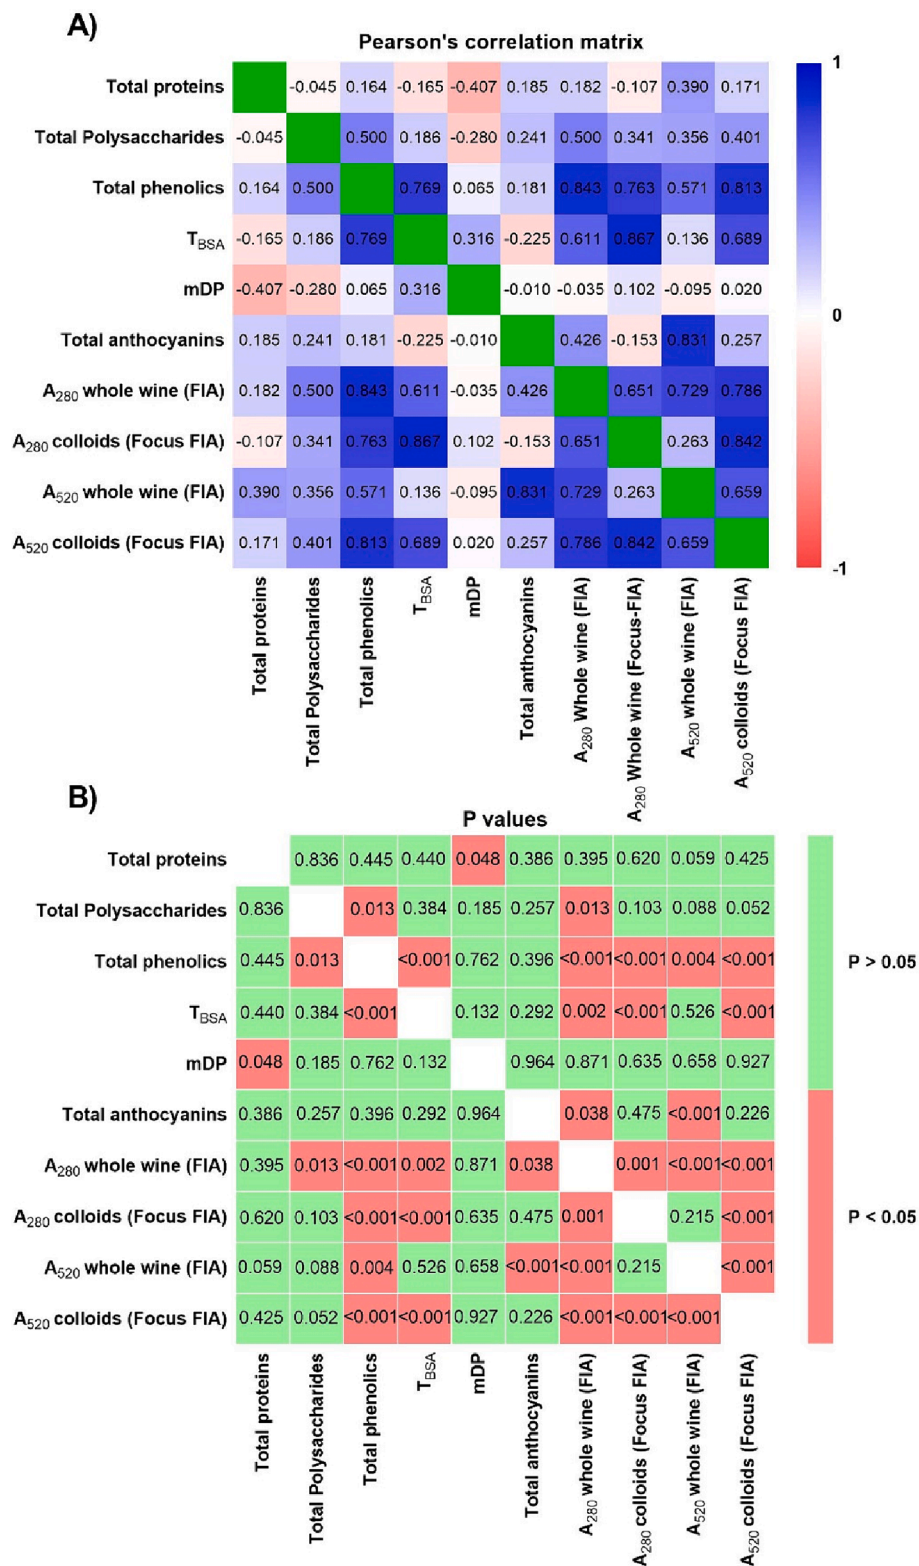 A)
Pearson's correlation matrix
Total proteins -0.045 0.164 -0.165 -0.407 0.185 0.182 -0.107 0.390 0.171
Total Polysaccharides -0.045 0.500 0.186 -0.280 0.241 0.500 0.341 0.356 0.401
Total phenolics 0.164 0.500 0.769 0.065 0.181 0.843 0.763 0.571 0.813
TBSA -0.165 0.186 0.769 0.316 -0.225 0.611 0.867 0.136 0.689
mDP -0.407 -0.280 0.065 0.316 -0.010 -0.035 0.102 -0.095 0.020
Total anthocyanins 0.185 0.241 0.181 -0.225 -0.010 0.426 -0.153 0.831 0.257
A280 whole wine (FIA) 0.182 0.500 0.843 0.611 -0.035 0.426 0.651 0.729 0.786
A280 colloids (Focus FIA) -0.107 0.341 0.763 0.867 0.102 -0.153 0.651 0.263 0.842
A520 whole wine (FIA) 0.390 0.356 0.571 0.136 -0.095 0.831 0.729 0.263 0.659
A520 colloids (Focus FIA) 0.171 0.401 0.813 0.689 0.020 0.257 0.786 0.842 0.659
1
0
-1
Total proteins
Total Polysaccharides
Total phenolics
TBSA
mDP
Total anthocyanins
A280 Whole wine (FIA)
A280 Whole wine (Focus-FIA)
A520 whole wine (FIA)
A520 colloids (Focus FIA)
B)
P values
Total proteins 0.836 0.445 0.440 0.048 0.386 0.395 0.620 0.059 0.425
Total Polysaccharides 0.836 0.013 0.384 0.185 0.257 0.013 0.103 0.088 0.052
Total phenolics 0.445 0.013 <0.001 0.762 0.396 <0.001 <0.001 0.004 <0.001
TBSA 0.440 0.384 <0.001 0.132 0.292 0.002 <0.001 0.526 <0.001
mDP 0.048 0.185 0.762 0.132 0.964 0.871 0.635 0.658 0.927
Total anthocyanins 0.386 0.257 0.396 0.292 0.964 0.038 0.475 <0.001 0.226
A280 whole wine (FIA) 0.395 0.013 <0.001 0.002 0.871 0.038 0.001 <0.001 <0.001
A280 colloids (Focus FIA) 0.620 0.103 <0.001 <0.001 0.635 0.475 0.001 0.215 <0.001
A520 whole wine (FIA) 0.059 0.088 0.004 0.526 0.658 <0.001 <0.001 0.215 <0.001
A520 colloids (Focus FIA) 0.425 0.052 <0.001 <0.001 0.927 0.226 <0.001 <0.001 <0.001
P > 0.05
P < 0.05
Total proteins
Total Polysaccharides
Total phenolics
TBSA
mDP
Total anthocyanins
A280 whole wine (FIA)
A280 colloids (Focus FIA)
A520 whole wine (FIA)
A520 colloids (Focus FIA)